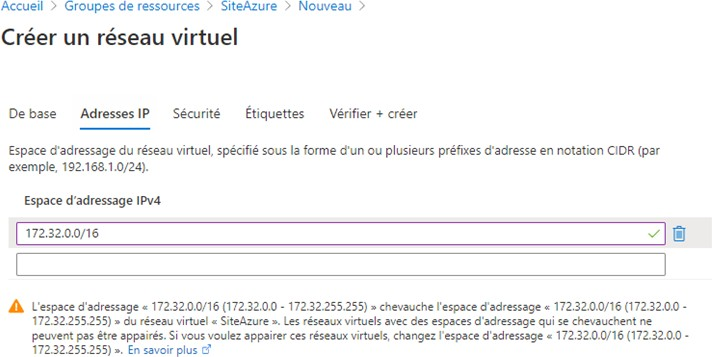 Accueil > Groupes de ressources > SiteAzure > Nouveau >
Créer un réseau virtuel
De base Adresses IP Sécurité Étiquettes Vérifier + créer
Espace d'adressage du réseau virtuel, spécifié sous la forme d'un ou plusieurs préfixes d'adresse en notation CIDR (par
exemple, 192.168.1.0/24).
Espace d'adressage IPv4
172.32.0.0/16
L'espace d'adressage « 172.32.0.0/16 (172.32.0.0 - 172.32.255.255) » chevauche l'espace d'adressage « 172.32.0.0/16 (172.32.0.0 -
172.32.255.255) » du réseau virtuel « SiteAzure ». Les réseaux virtuels avec des espaces d'adressage qui se chevauchent ne
peuvent pas être appairés. Si vous voulez appairer ces réseaux virtuels, changez l'espace d'adressage « 172.32.0.0/16 (172.32.0.0 -
172.32.255.255) ». En savoir plus